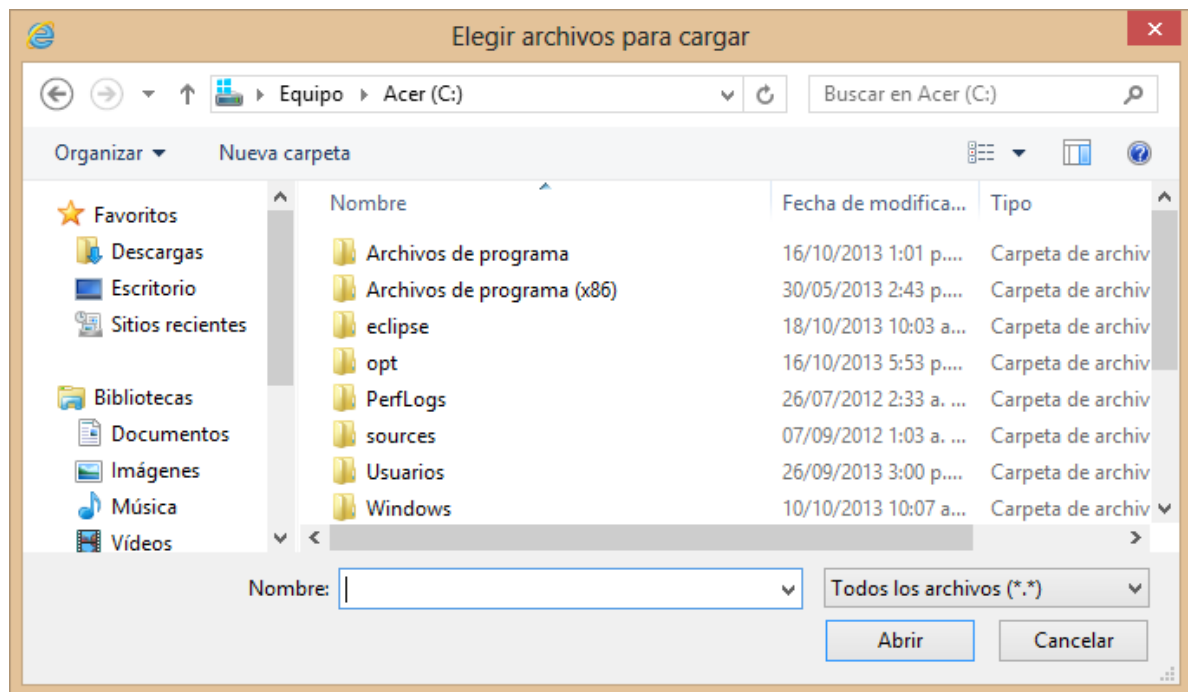 Elegir archivos para cargar
Equipo Acer (C:) Buscar en Acer (C:)
Organizar Nueva carpeta
Nombre Fecha de modifica... Tipo
Favoritos
Descargas
Escritorio
Sitios recientes
Bibliotecas
Documentos
Imágenes
Música
Vídeos
Archivos de programa 16/10/2013 1:01 p.... Carpeta de archiv
Archivos de programa (x86) 30/05/2013 2:43 p.... Carpeta de archiv
eclipse 18/10/2013 10:03 a... Carpeta de archiv
opt 16/10/2013 5:53 p.... Carpeta de archiv
PerfLogs 26/07/2012 2:33 a. ... Carpeta de archiv
sources 07/09/2012 1:03 a. ... Carpeta de archiv
Usuarios 26/09/2013 3:00 p.... Carpeta de archiv
Windows 10/10/2013 10:07 a... Carpeta de archiv
Nombre: Todos los archivos (*.*)
Abrir Cancelar